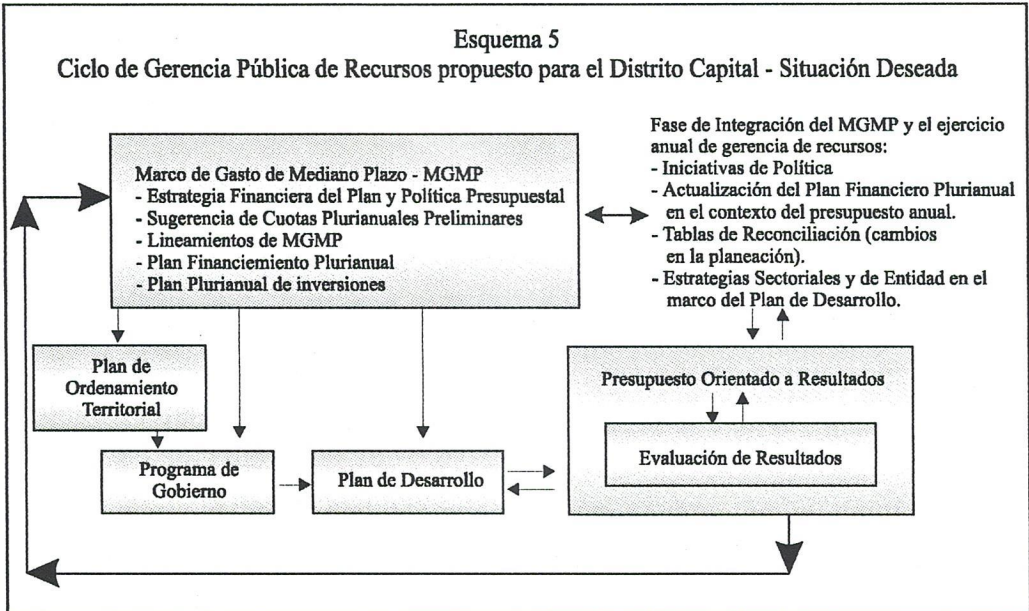 Esquema 5
Ciclo de Gerencia Pública de Recursos propuesto para el Distrito Capital - Situación Deseada
Marco de Gasto de Mediano Plazo - MGMP
- Estrategia Financiera del Plan y Política Presupuestal
- Sugerencia de Cuotas Plurianuales Preliminares
- Lineamientos de MGMP
- Plan Financiemiento Plurianual
- Plan Plurianual de inversiones
Fase de Integración del MGMP y el ejercicio
anual de gerencia de recursos:
- Iniciativas de Política
- Actualización del Plan Financiero Plurianual
en el contexto del presupuesto anual.
- Tablas de Reconciliación (cambios
en la planeación).
- Estrategias Sectoriales y de Entidad en el
marco del Plan de Desarrollo.
Plan de
Ordenamiento
Territorial
Programa de
Gobierno
Plan de Desarrollo
Presupuesto Orientado a Resultados
Evaluación de Resultados